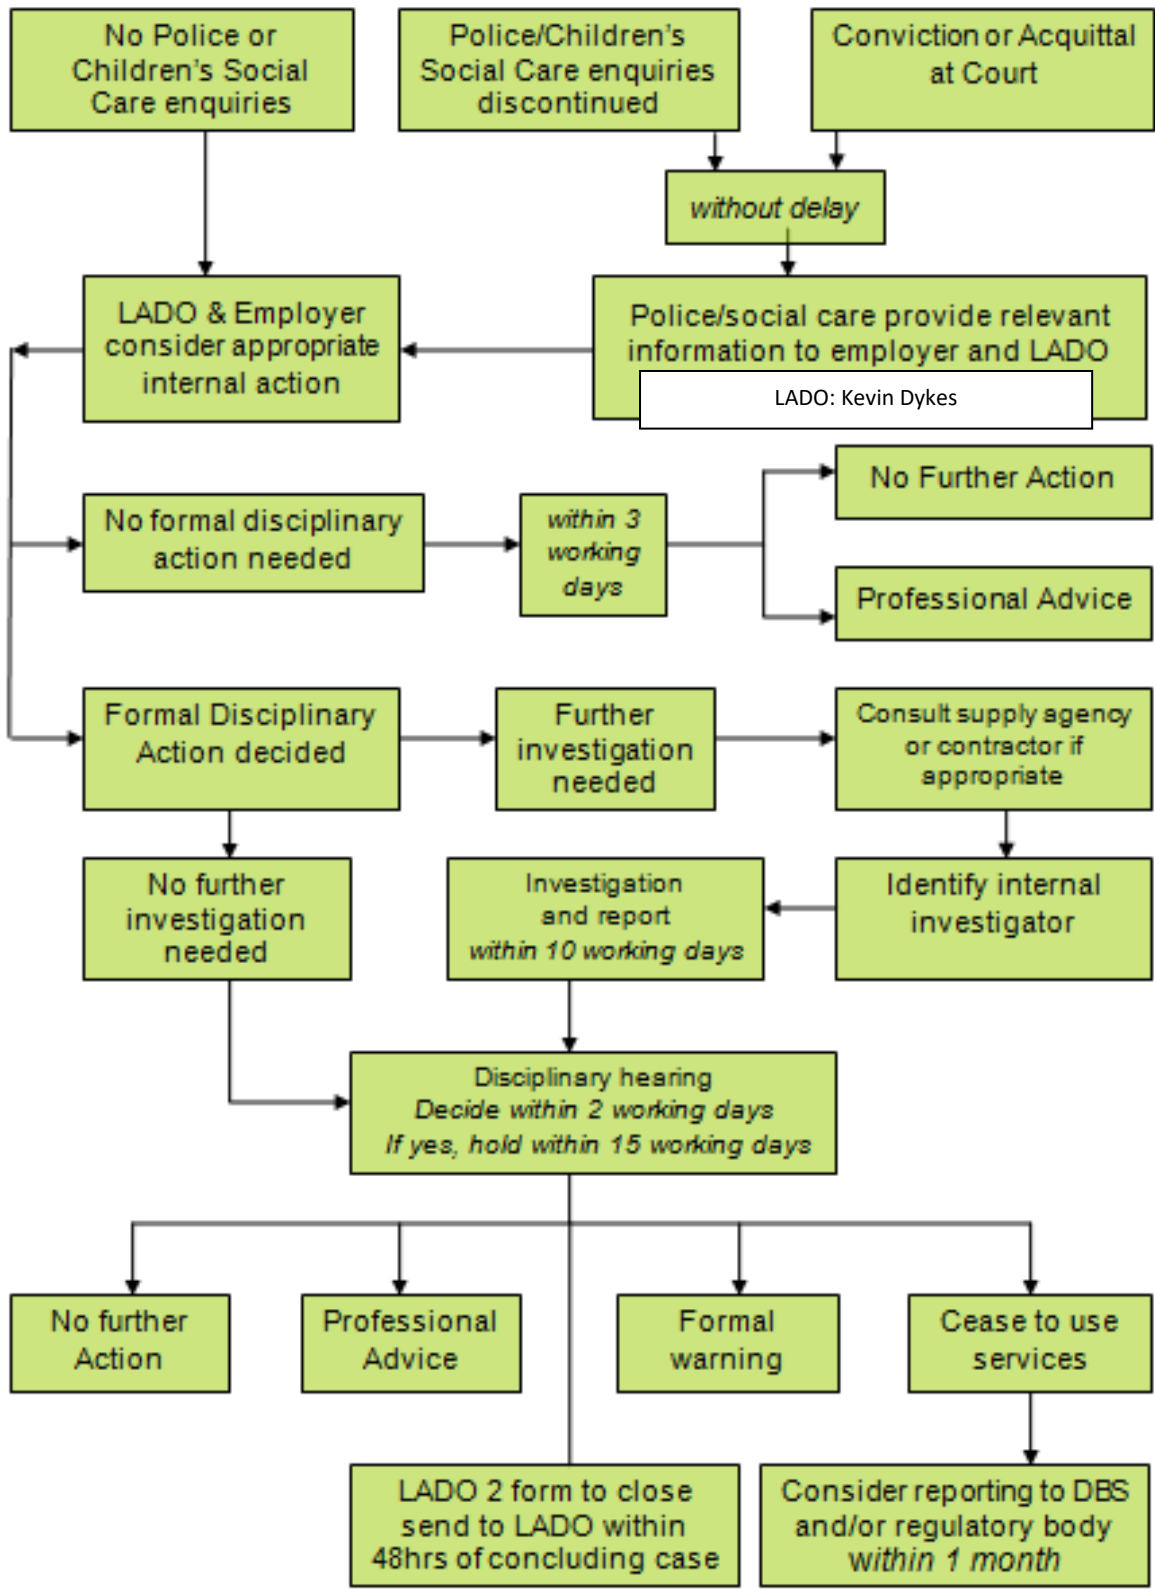 No Police or
Children's Social
Care enquiries
Police/Children's
Social Care enquiries
discontinued
Conviction or Acquittal
at Court
without delay
LADO & Employer
consider appropriate
internal action
Police/social care provide relevant
information to employer and LADO
LADO: Kevin Dykes
No formal disciplinary
action needed
within 3
working
days
No Further Action
Professional Advice
Formal Disciplinary
Action decided
Further
investigation
needed
Consult supply agency
or contractor if
appropriate
No further
investigation
needed
Investigation
and report
within 10 working days
Identify internal
investigator
Disciplinary hearing
Decide within 2 working days
If yes, hold within 15 working days
No further
Action
Professional
Advice
Formal
warning
Cease to use
services
LADO 2 form to close
send to LADO within
48hrs of concluding case
Consider reporting to DBS
and/or regulatory body
within 1 month